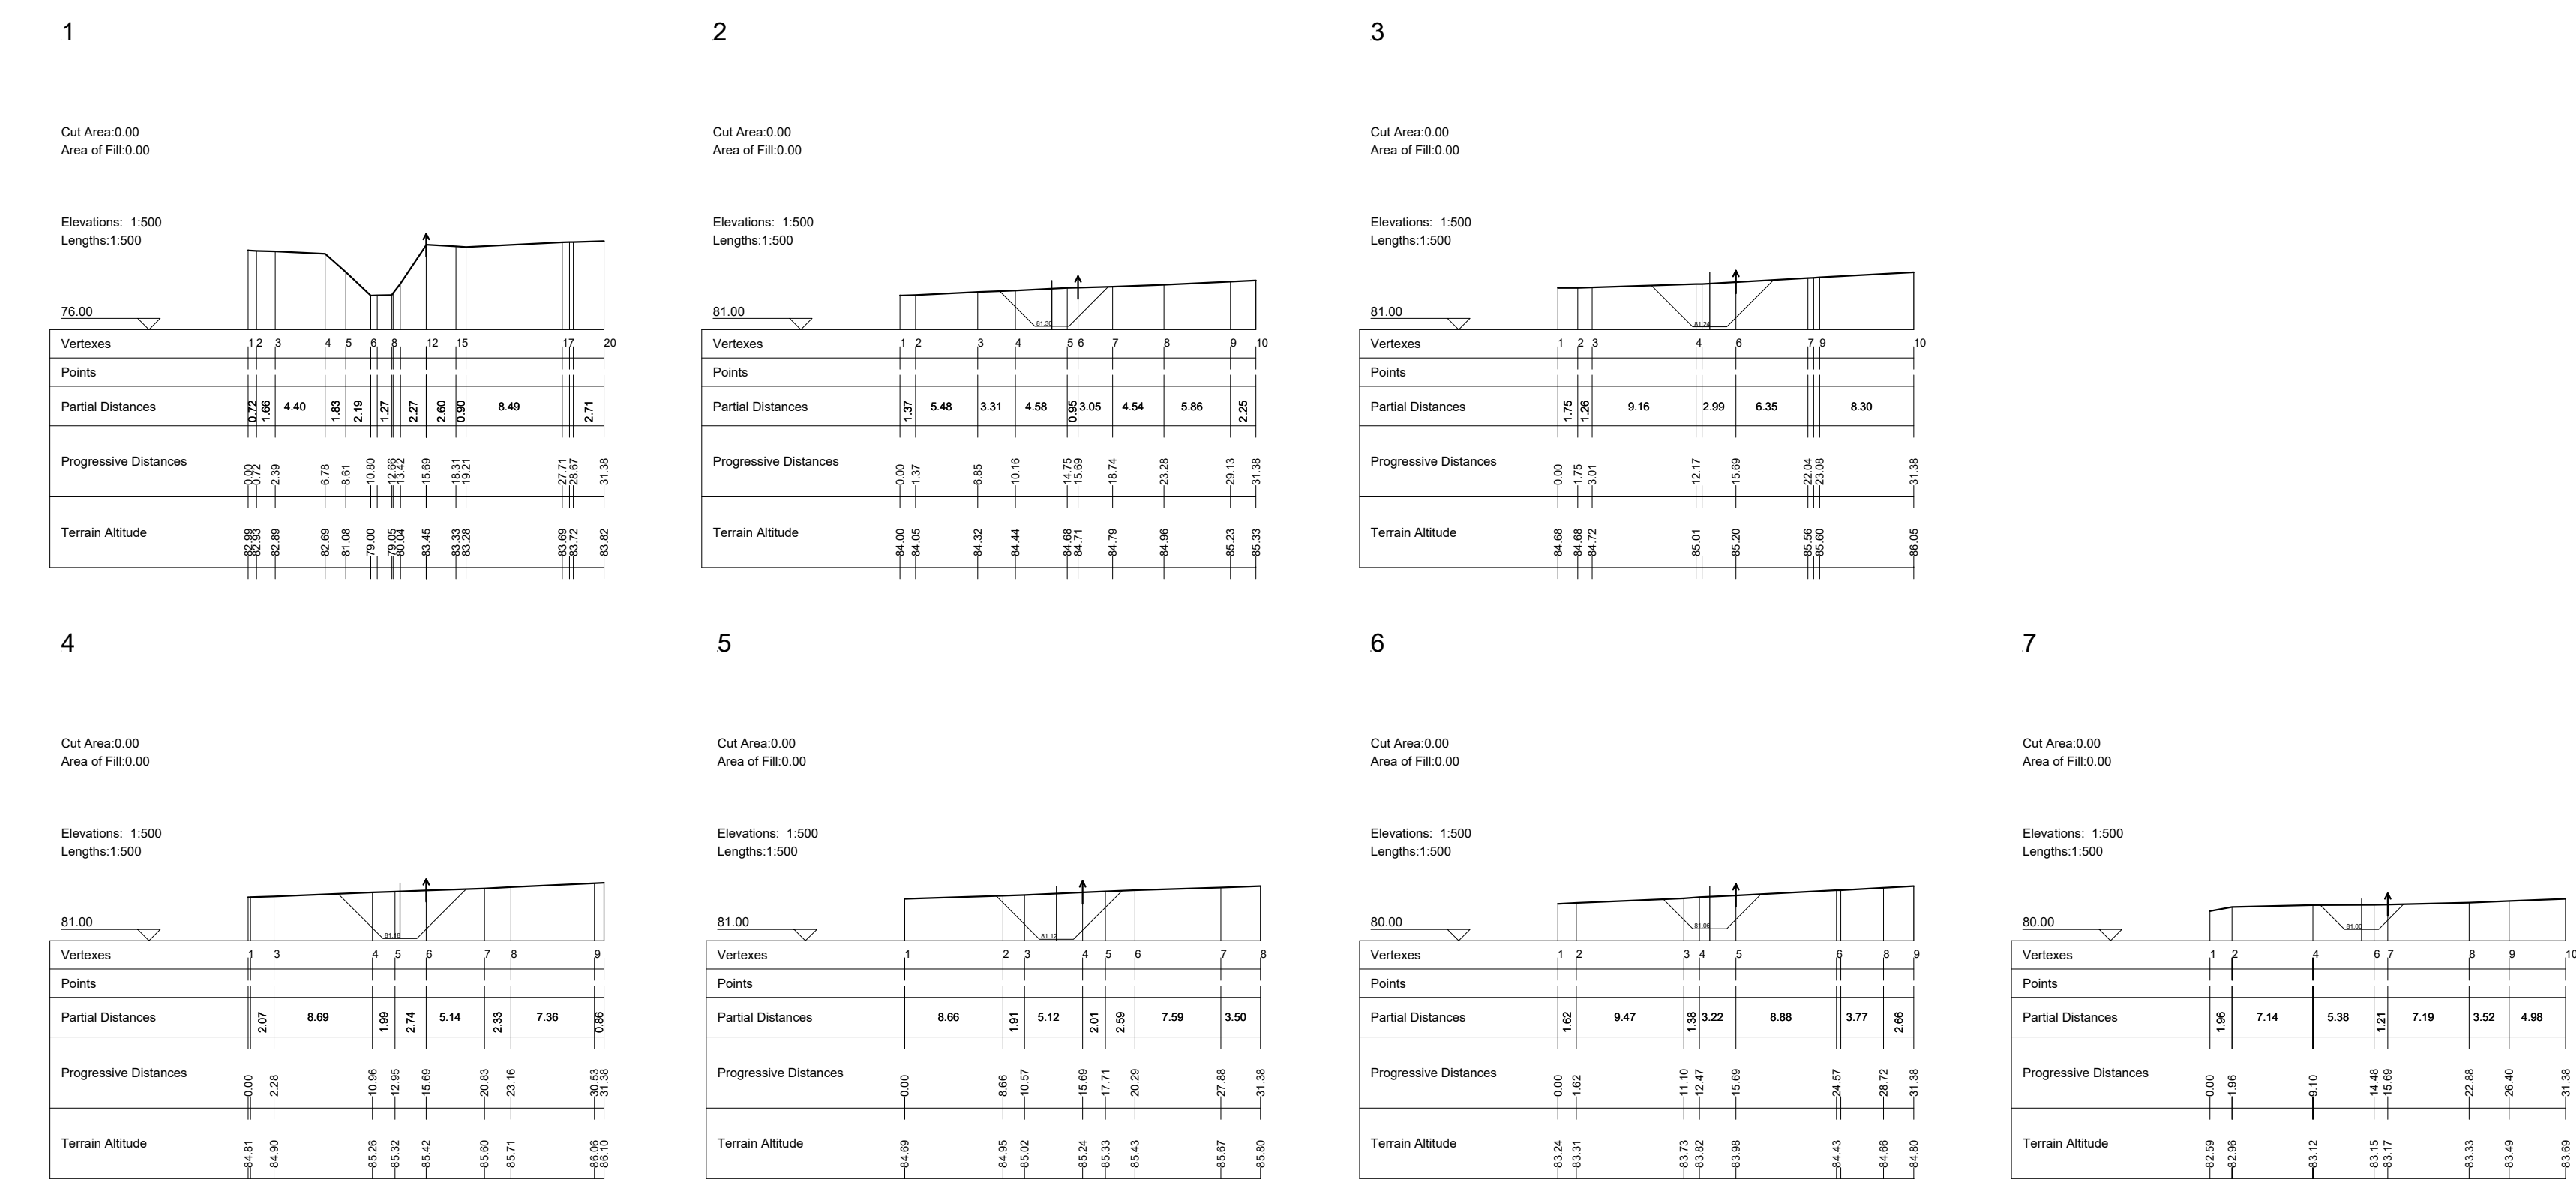 1
Cut Area:0.00
Area of Fill:0.00
Elevations: 1:500
Lengths:1:500
76.00
Vertexes 1 2 3 4 5 6 8 12 15 17 20
Points
Partial Distances 0.72 1.66 4.40 1.83 2.19 1.27 2.27 2.60 0.90 8.49 2.71
Progressive Distances 0.00 0.72 2.39 6.78 8.61 10.80 12.66 13.42 15.69 18.31 19.21 27.71 28.67 31.38
Terrain Altitude 82.99 82.93 82.89 82.69 81.08 79.00 79.05 80.04 83.45 83.33 83.28 83.69 83.72 83.82
2
Cut Area:0.00
Area of Fill:0.00
Elevations: 1:500
Lengths:1:500
81.30
81.00
Vertexes 1 2 3 4 5 6 7 8 9 10
Points
Partial Distances 1.37 5.48 3.31 4.58 0.95 3.05 4.54 5.86 2.25
Progressive Distances 0.00 1.37 6.85 10.16 14.75 15.69 18.74 23.28 29.13 31.38
Terrain Altitude 84.00 84.05 84.32 84.44 84.68 84.71 84.79 84.96 85.23 85.33
3
Cut Area:0.00
Area of Fill:0.00
Elevations: 1:500
Lengths:1:500
81.24
81.00
Vertexes 1 2 3 4 6 7 9 10
Points
Partial Distances 1.75 1.26 9.16 2.99 6.35 8.30
Progressive Distances 0.00 1.75 3.01 12.17 15.69 22.04 23.08 31.38
Terrain Altitude 84.68 84.68 84.72 85.01 85.20 85.56 85.60 86.05
4
Cut Area:0.00
Area of Fill:0.00
Elevations: 1:500
Lengths:1:500
81.00
81.18
Vertexes 1 3 4 5 6 7 8 9
Points
Partial Distances 2.07 8.69 1.99 2.74 5.14 2.33 7.36 0.86
Progressive Distances 0.00 2.28 10.96 12.95 15.69 20.83 23.16 30.53 31.38
Terrain Altitude 84.81 84.90 85.26 85.32 85.42 85.60 85.71 86.06 86.10
5
Cut Area:0.00
Area of Fill:0.00
Elevations: 1:500
Lengths:1:500
81.00
81.12
Vertexes 1 2 3 4 5 6 7 8
Points
Partial Distances 8.66 1.91 5.12 2.01 2.59 7.59 3.50
Progressive Distances 0.00 8.66 10.57 15.69 17.71 20.29 27.88 31.38
Terrain Altitude 84.69 84.95 85.02 85.24 85.33 85.43 85.67 85.80
6
Cut Area:0.00
Area of Fill:0.00
Elevations: 1:500
Lengths:1:500
80.00
81.06
Vertexes 1 2 3 4 5 6 8 9
Points
Partial Distances 1.62 9.47 1.38 3.22 8.88 3.77 2.66
Progressive Distances 0.00 1.62 11.10 12.47 15.69 24.57 28.72 31.38
Terrain Altitude 83.24 83.31 83.73 83.82 83.98 84.43 84.66 84.80
7
Cut Area:0.00
Area of Fill:0.00
Elevations: 1:500
Lengths:1:500
80.00
81.00
Vertexes 1 2 4 6 7 8 9 10
Points
Partial Distances 1.96 7.14 5.38 1.21 7.19 3.52 4.98
Progressive Distances 0.00 1.96 9.10 14.48 15.69 22.88 26.40 31.38
Terrain Altitude 82.59 82.96 83.12 83.15 83.17 83.33 83.49 83.69